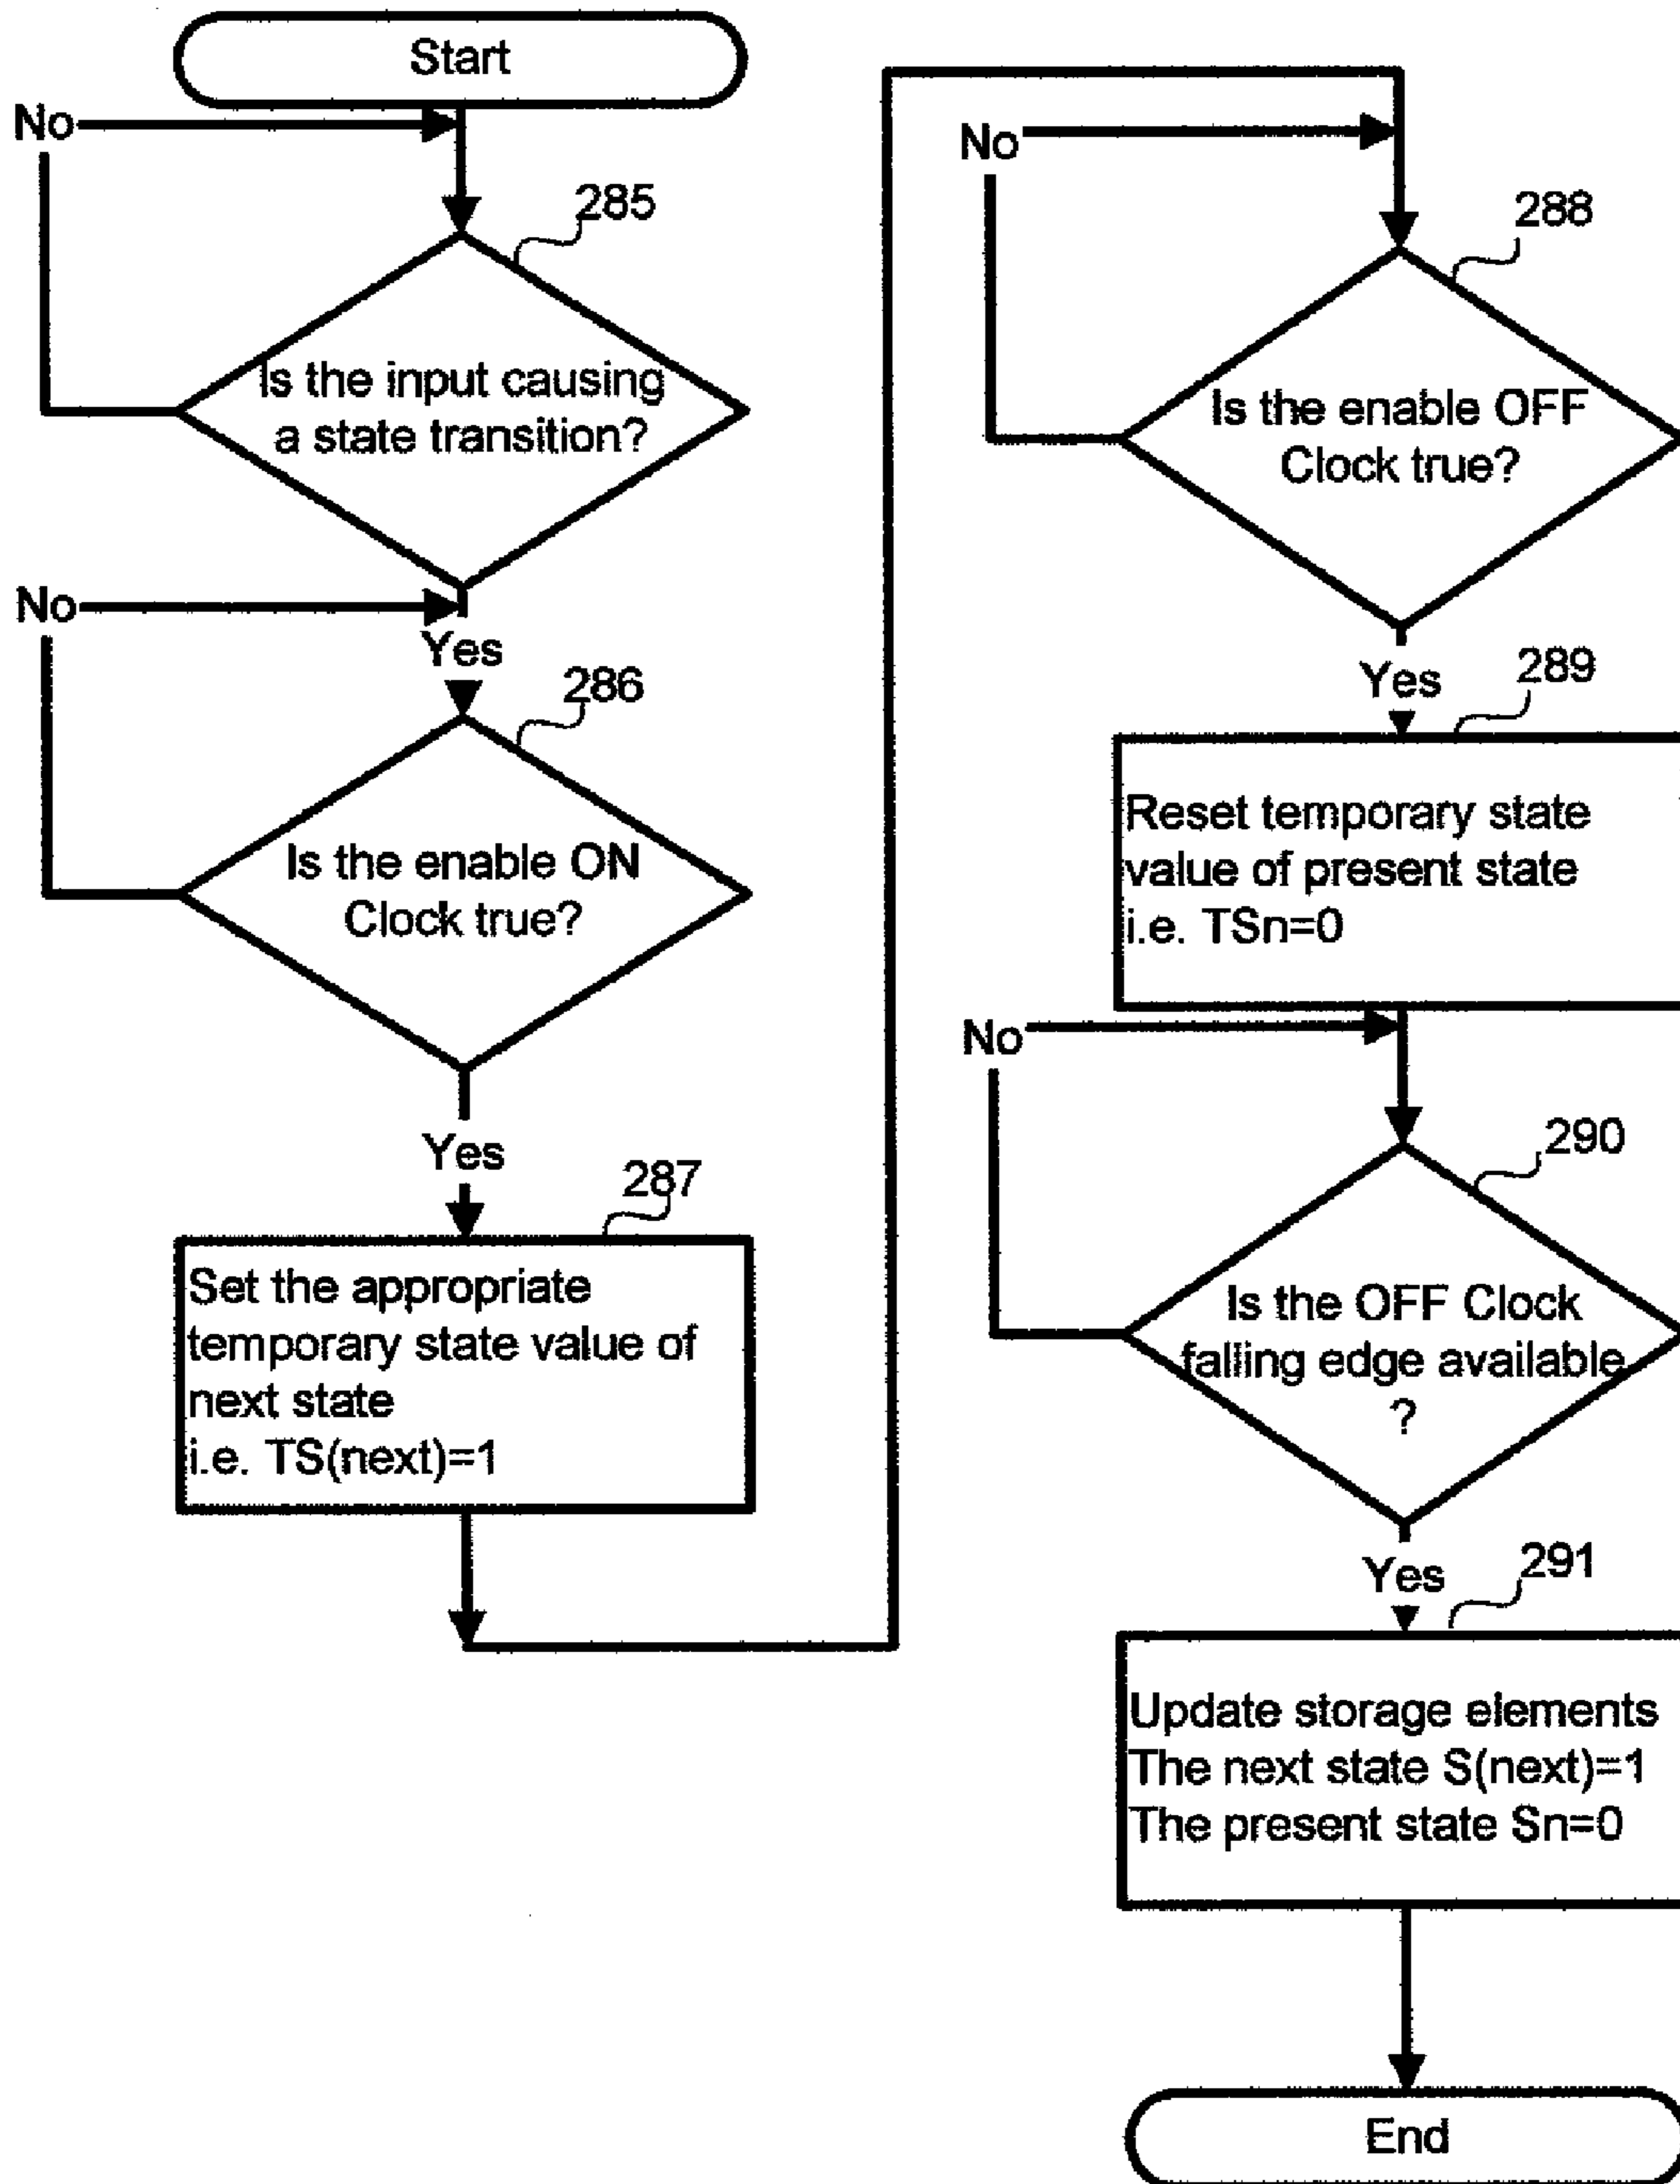 Start
No
285
Is the input causing
a state transition?
No
Yes
286
Is the enable ON
Clock true?
Yes
287
Set the appropriate
temporary state value of
next state
i.e. TS(next)=1
No
288
Is the enable OFF
Clock true?
Yes
289
Reset temporary state
value of present state
i.e. TSn=0
No
290
Is the OFF Clock
falling edge available
?
Yes
291
Update storage elements
The next state S(next)=1
The present state Sn=0
End